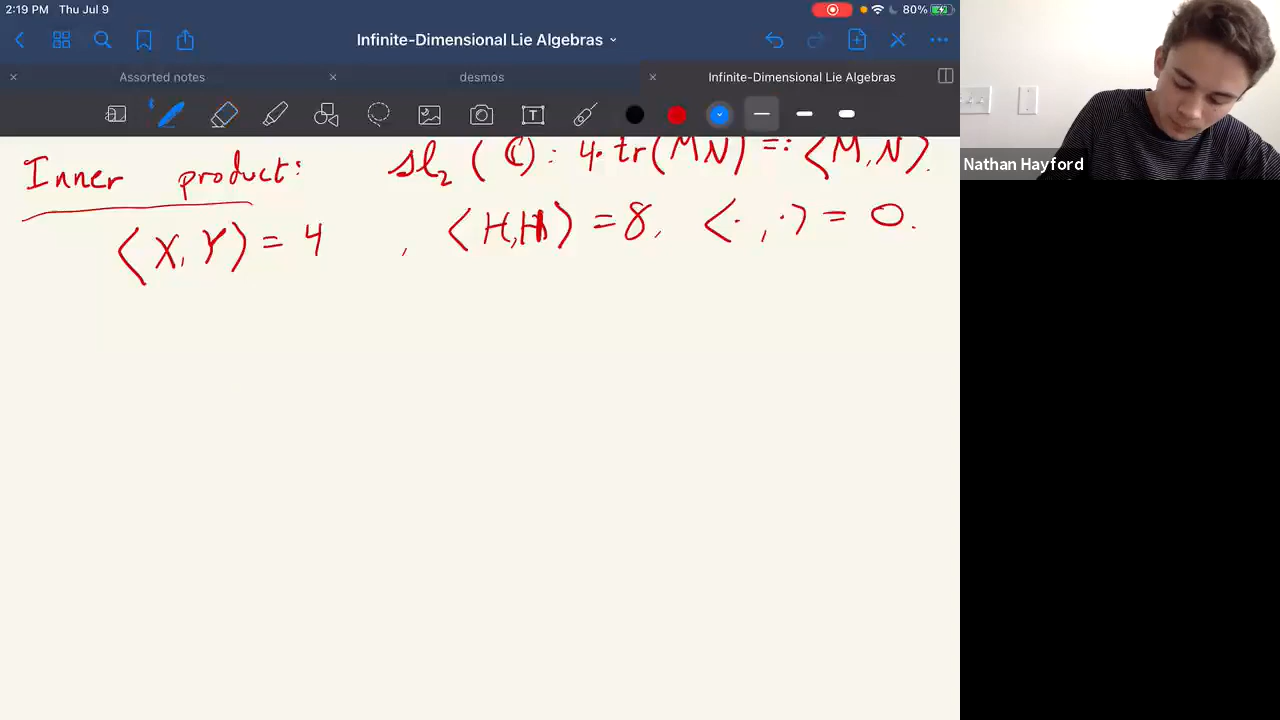 2:19 PM Thu Jul 9
80%
Infinite-Dimensional Lie Algebras
Assorted notes
desmos
Infinite-Dimensional Lie Algebras
T
Inner product: sl₂(ℂ): 4·tr(MN) =: ⟨M,N⟩.
⟨X,Y⟩ = 4, ⟨H,H⟩ = 8, ⟨·,·⟩ = 0.
Nathan Hayford